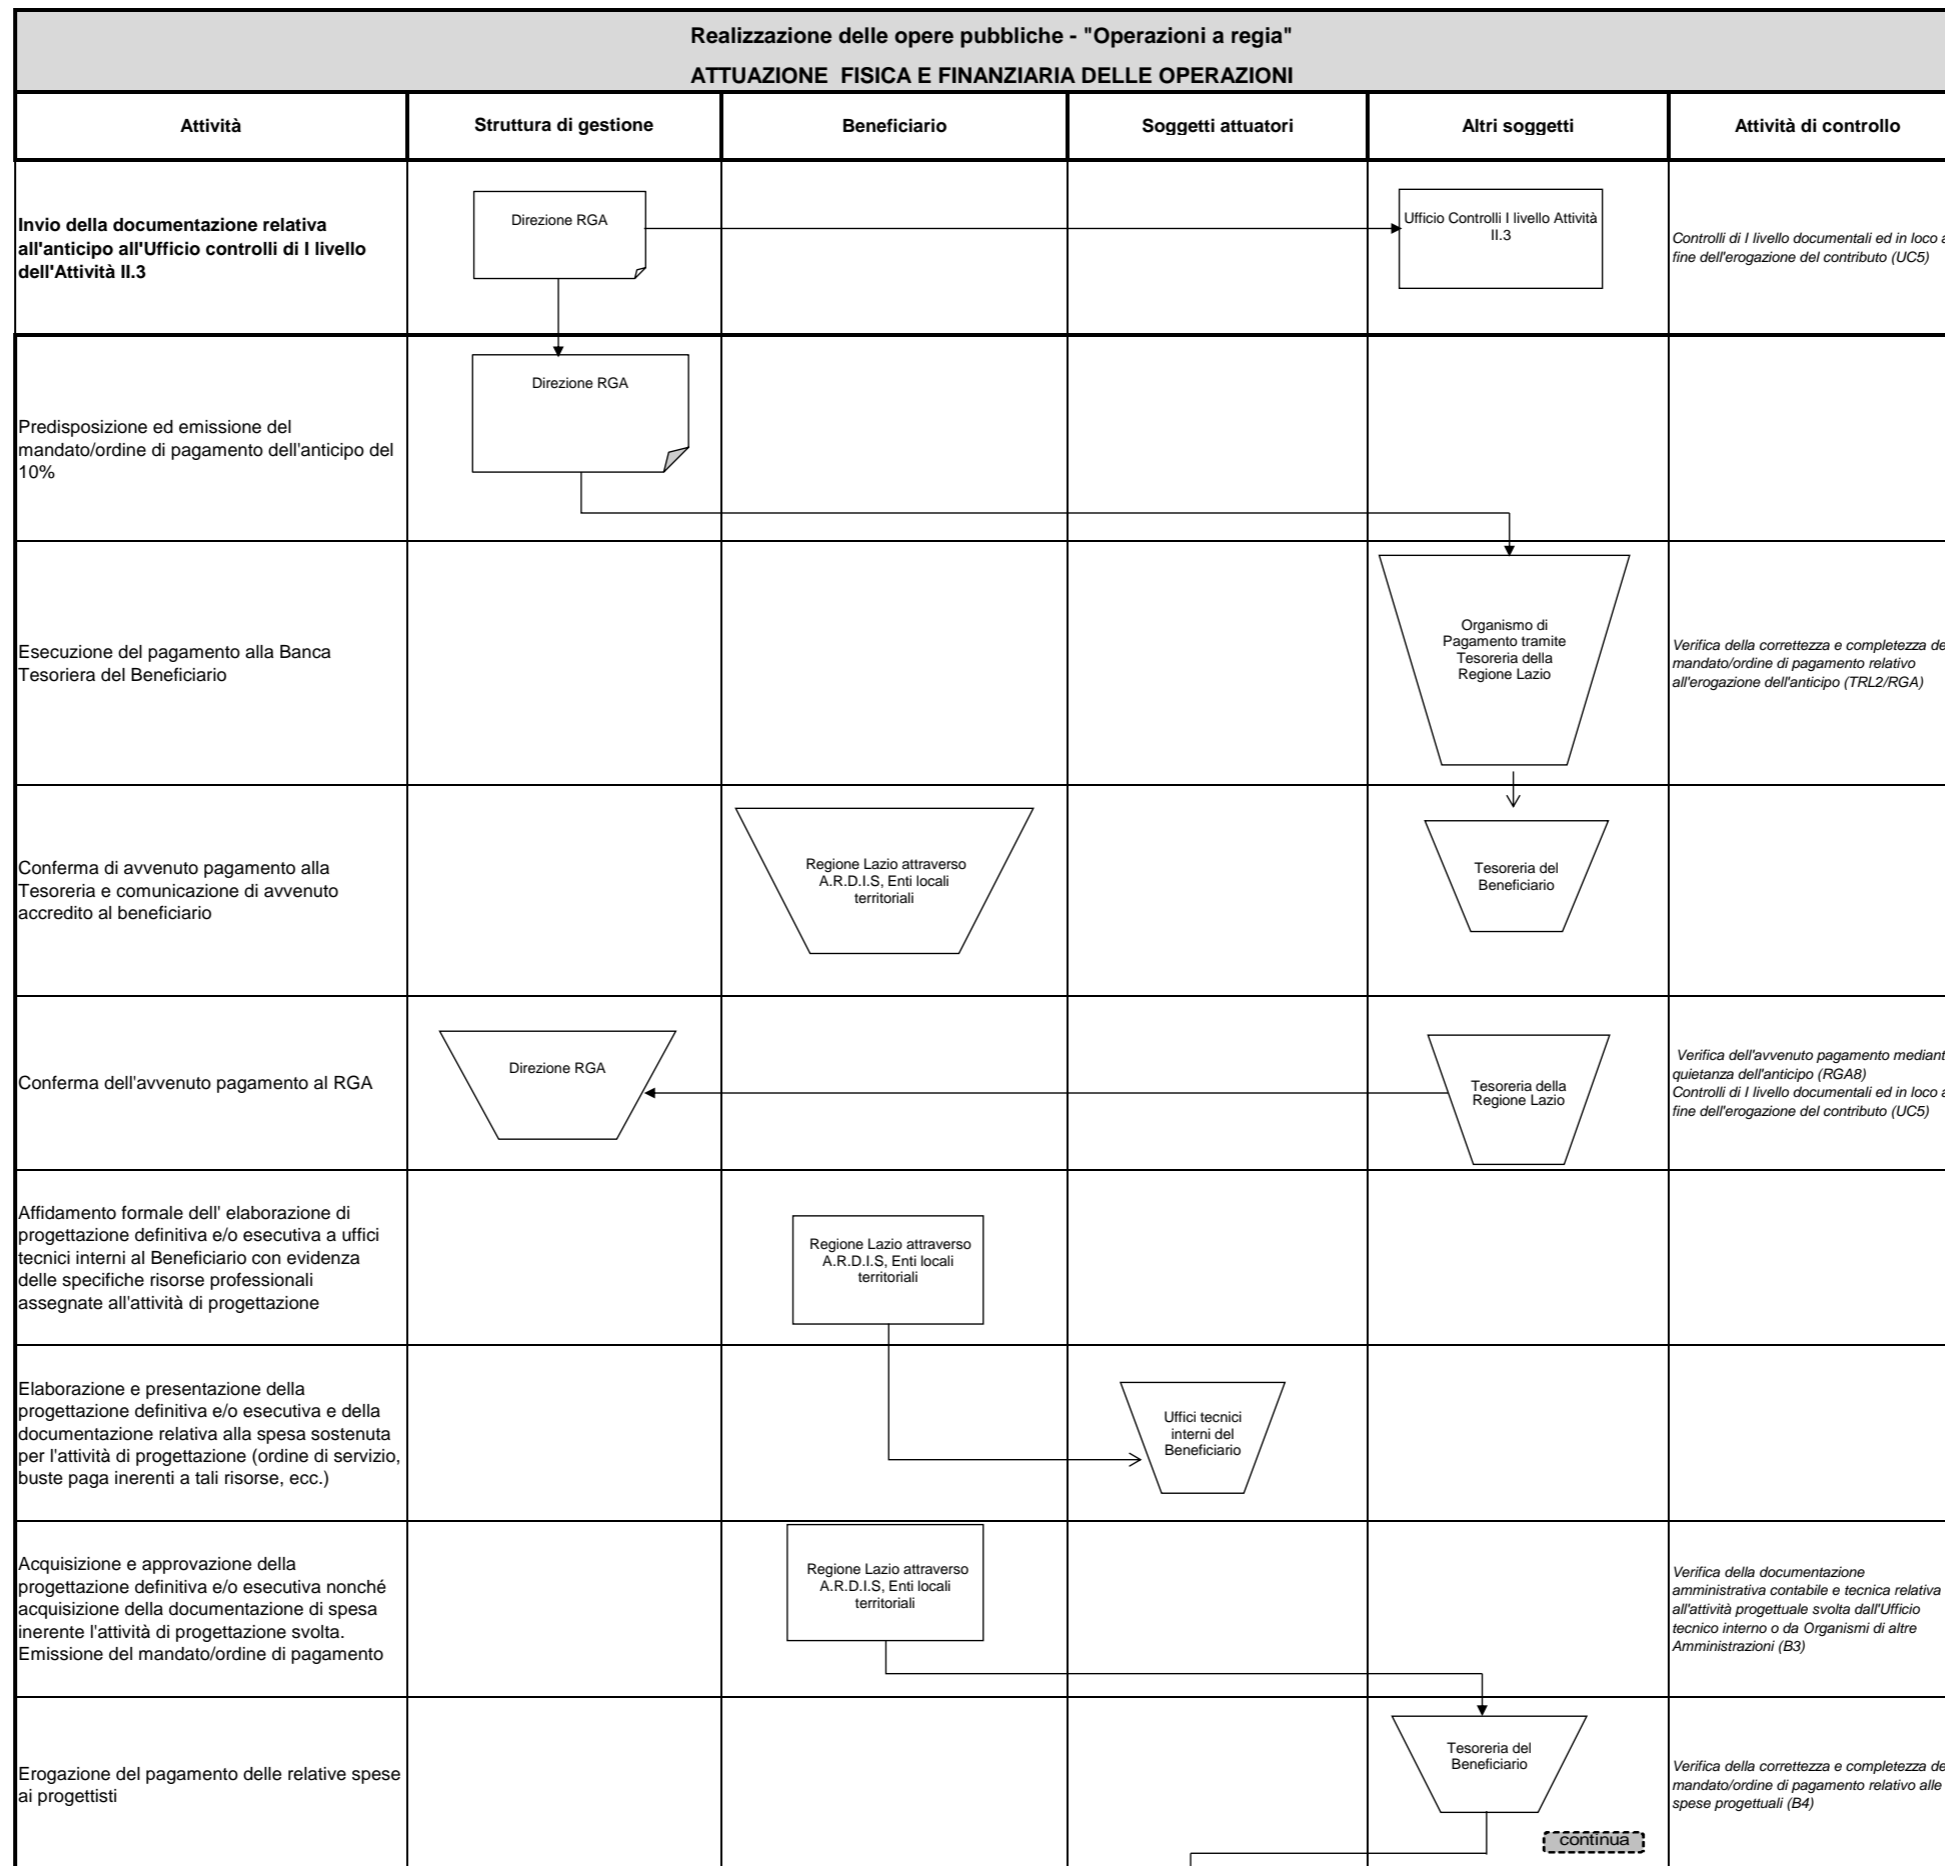 Realizzazione delle opere pubbliche - "Operazioni a regia"
ATTUAZIONE FISICA E FINANZIARIA DELLE OPERAZIONI
Attività
Struttura di gestione
Beneficiario
Soggetti attuatori
Altri soggetti
Attività di controllo
Invio della documentazione relativa
all'anticipo all'Ufficio controlli di I livello
dell'Attività II.3
Direzione RGA
Ufficio Controlli I livello Attività
II.3
Controlli di I livello documentali ed in loco a
fine dell'erogazione del contributo (UC5)
Predisposizione ed emissione del
mandato/ordine di pagamento dell'anticipo del
10%
Direzione RGA
Esecuzione del pagamento alla Banca
Tesoriera del Beneficiario
Organismo di
Pagamento tramite
Tesoreria della
Regione Lazio
Verifica della correttezza e completezza de
mandato/ordine di pagamento relativo
all'erogazione dell'anticipo (TRL2/RGA)
Conferma di avvenuto pagamento alla
Tesoreria e comunicazione di avvenuto
accredito al beneficiario
Regione Lazio attraverso
A.R.D.I.S, Enti locali
territoriali
Tesoreria del
Beneficiario
Conferma dell'avvenuto pagamento al RGA
Direzione RGA
Tesoreria della
Regione Lazio
Verifica dell'avvenuto pagamento mediant
quietanza dell'anticipo (RGA8)
Controlli di I livello documentali ed in loco a
fine dell'erogazione del contributo (UC5)
Affidamento formale dell' elaborazione di
progettazione definitiva e/o esecutiva a uffici
tecnici interni al Beneficiario con evidenza
delle specifiche risorse professionali
assegnate all'attività di progettazione
Regione Lazio attraverso
A.R.D.I.S, Enti locali
territoriali
Elaborazione e presentazione della
progettazione definitiva e/o esecutiva e della
documentazione relativa alla spesa sostenuta
per l'attività di progettazione (ordine di servizio,
buste paga inerenti a tali risorse, ecc.)
Uffici tecnici
interni del
Beneficiario
Acquisizione e approvazione della
progettazione definitiva e/o esecutiva nonché
acquisizione della documentazione di spesa
inerente l'attività di progettazione svolta.
Emissione del mandato/ordine di pagamento
Regione Lazio attraverso
A.R.D.I.S, Enti locali
territoriali
Verifica della documentazione
amministrativa contabile e tecnica relativa
all'attività progettuale svolta dall'Ufficio
tecnico interno o da Organismi di altre
Amministrazioni (B3)
Erogazione del pagamento delle relative spese
ai progettisti
Tesoreria del
Beneficiario
Verifica della correttezza e completezza de
mandato/ordine di pagamento relativo alle
spese progettuali (B4)
continua